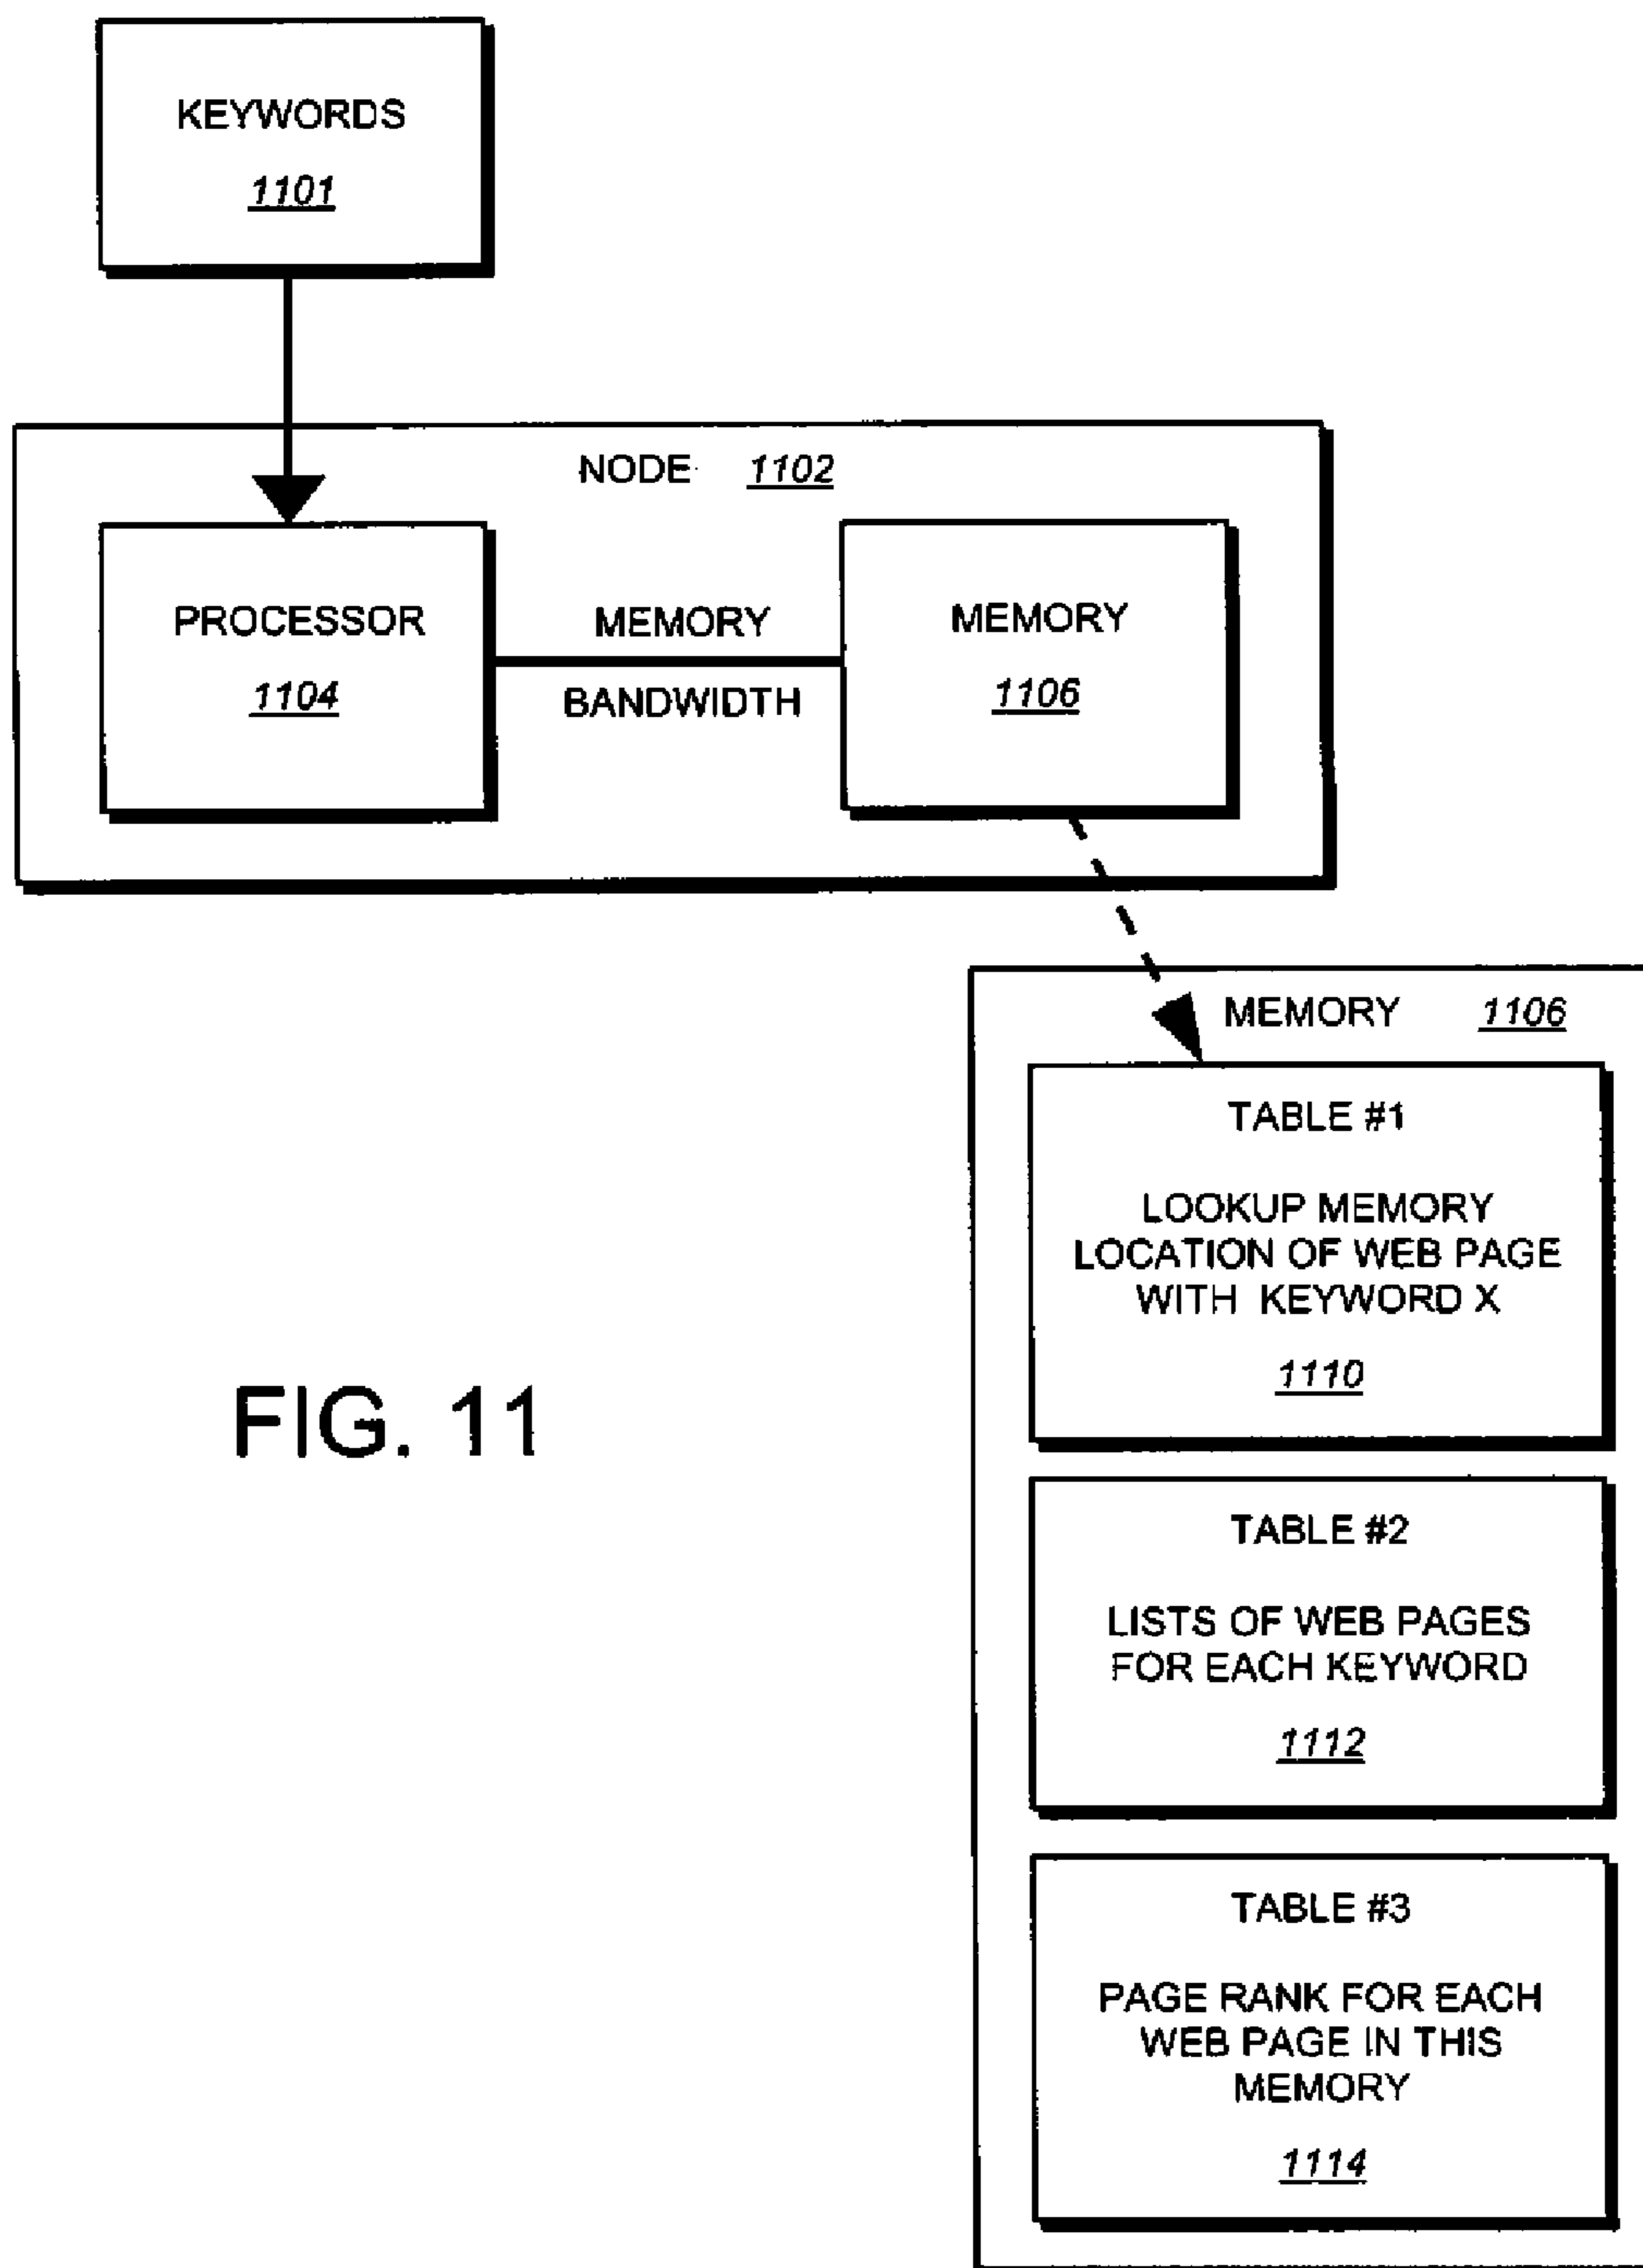 KEYWORDS
1101
NODE 1102
PROCESSOR
1104
MEMORY
BANDWIDTH
MEMORY
1106
MEMORY 1106
TABLE #1
LOOKUP MEMORY
LOCATION OF WEB PAGE
WITH KEYWORD X
1110
TABLE #2
LISTS OF WEB PAGES
FOR EACH KEYWORD
1112
TABLE #3
PAGE RANK FOR EACH
WEB PAGE IN THIS
MEMORY
1114
FIG. 11